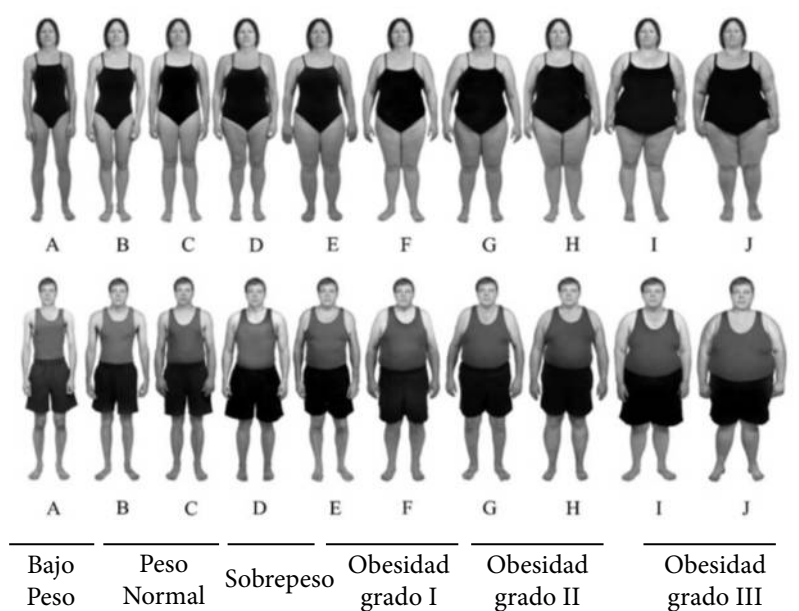 A B C D E F G H I J
A B C D E F G H I J
Bajo Peso
Peso Normal
Sobrepeso
Obesidad grado I
Obesidad grado II
Obesidad grado III